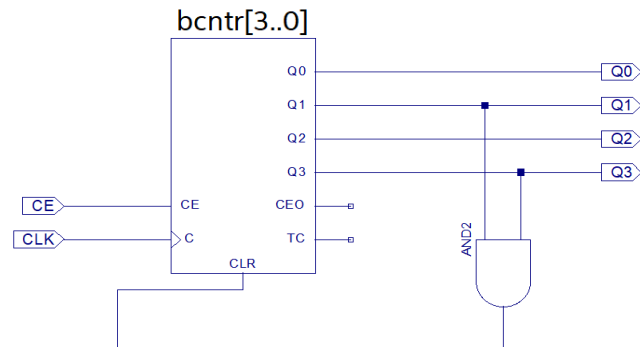 bcntr[3..0]
Q0 Q0
Q1 Q1
Q2 Q2
Q3 Q3
CE CE CEO
CLK C TC
CLR
AND2